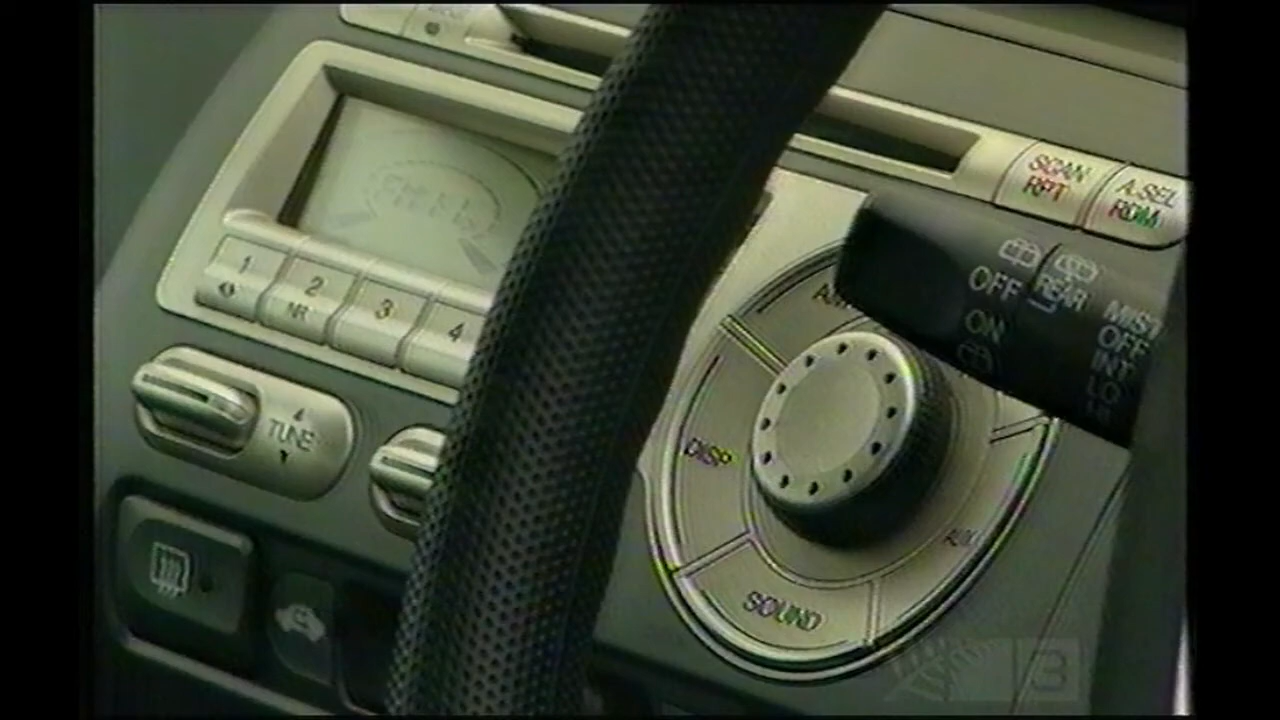 SCAN
RPT
A.SEL
RDM
OFF
REAR
ON
MIST
OFF
INT
LO
1
2
3
4
NR
TUNE
DISP
SOUND
3